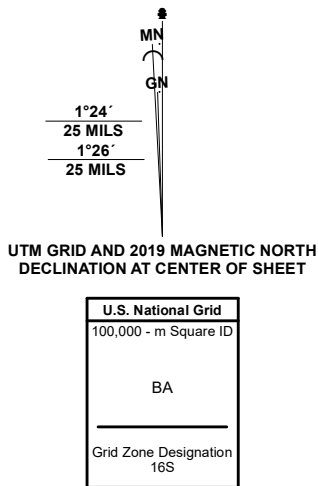 MN
GN
1°24´
25 MILS
1°26´
25 MILS
UTM GRID AND 2019 MAGNETIC NORTH
DECLINATION AT CENTER OF SHEET
U.S. National Grid
100,000 - m Square ID
BA
Grid Zone Designation
16S